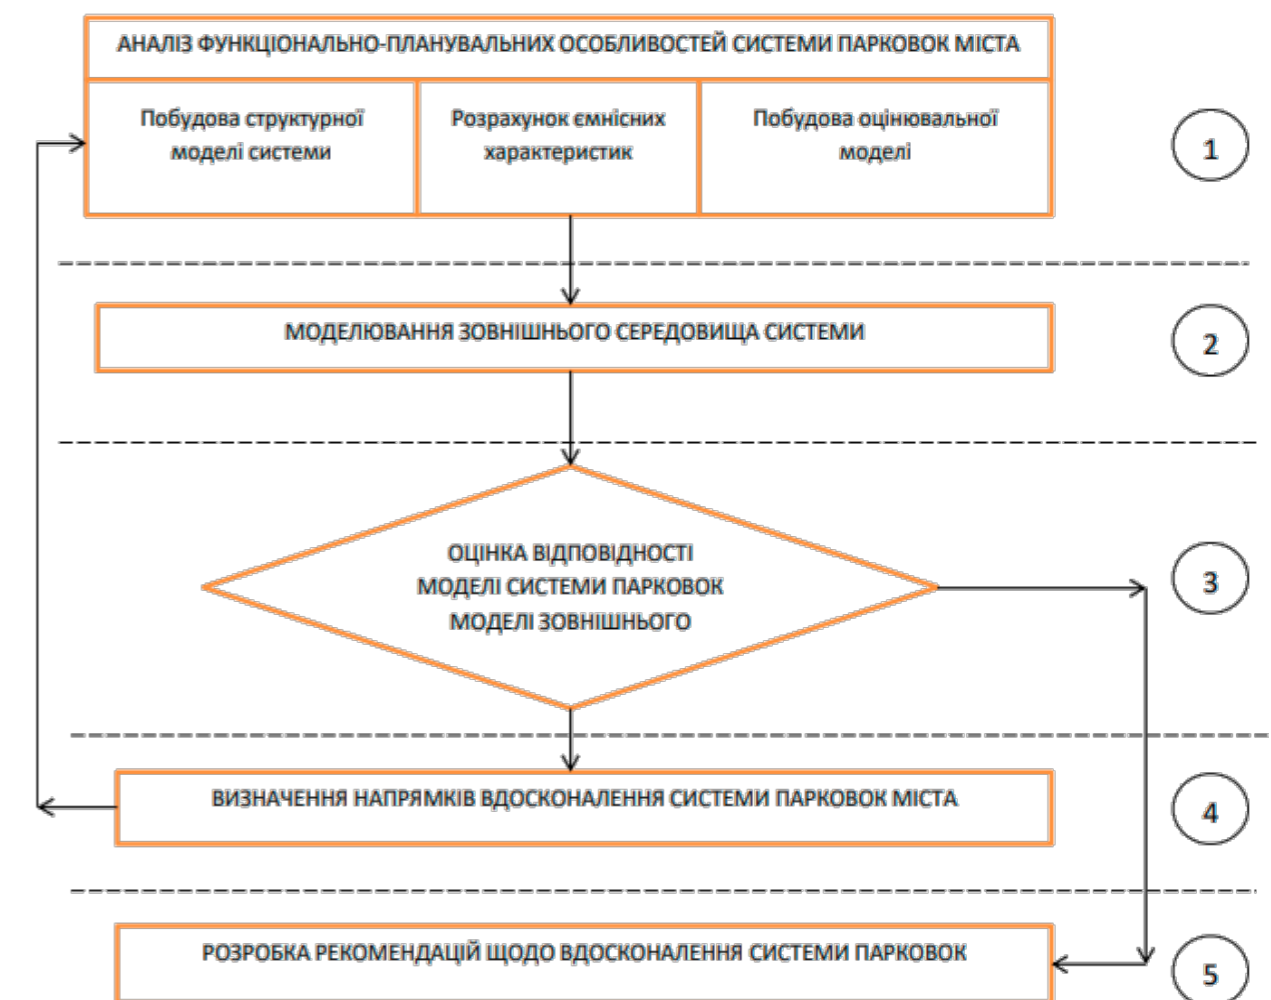 АНАЛІЗ ФУНКЦІОНАЛЬНО-ПЛАНУВАЛЬНИХ ОСОБЛИВОСТЕЙ СИСТЕМИ ПАРКОВОК МІСТА
Побудова структурної
моделі системи
Розрахунок ємнісних
характеристик
Побудова оцінювальної
моделі
1
МОДЕЛЮВАННЯ ЗОВНІШНЬОГО СЕРЕДОВИЩА СИСТЕМИ
2
ОЦІНКА ВІДПОВІДНОСТІ
МОДЕЛІ СИСТЕМИ ПАРКОВОК
МОДЕЛІ ЗОВНІШНЬОГО
3
ВИЗНАЧЕННЯ НАПРЯМКІВ ВДОСКОНАЛЕННЯ СИСТЕМИ ПАРКОВОК МІСТА
4
РОЗРОБКА РЕКОМЕНДАЦІЙ ЩОДО ВДОСКОНАЛЕННЯ СИСТЕМИ ПАРКОВОК
5